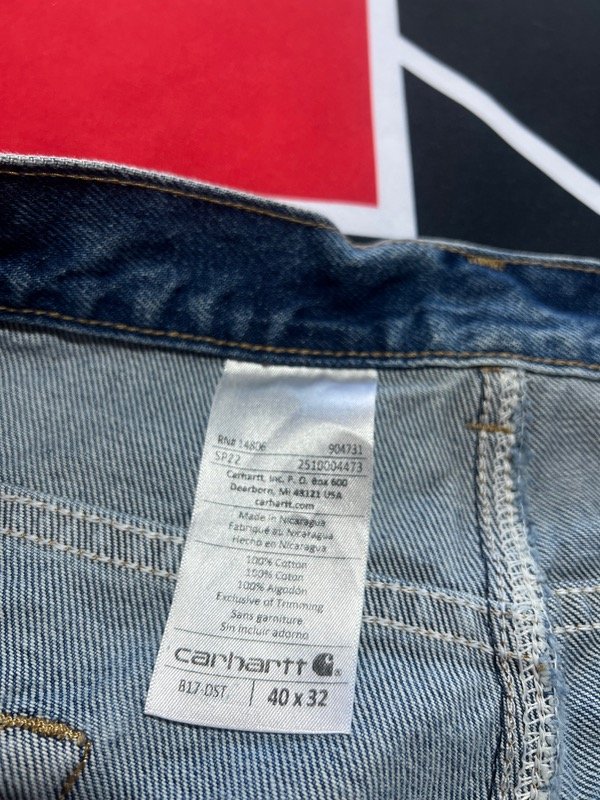 RN# 14806 904731
SP22 2510004473
Carhartt, Inc. P. O. Box 600
Dearborn, MI 48121 USA
carhartt.com
Made in Nicaragua
Fabriqué au Nicaragua
Hecho en Nicaragua
100% Cotton
100% Coton
100% Algodón
Exclusive of Trimming
Sans garniture
Sin incluir adorno
carhartt ®
B17-DST. 40 x 32